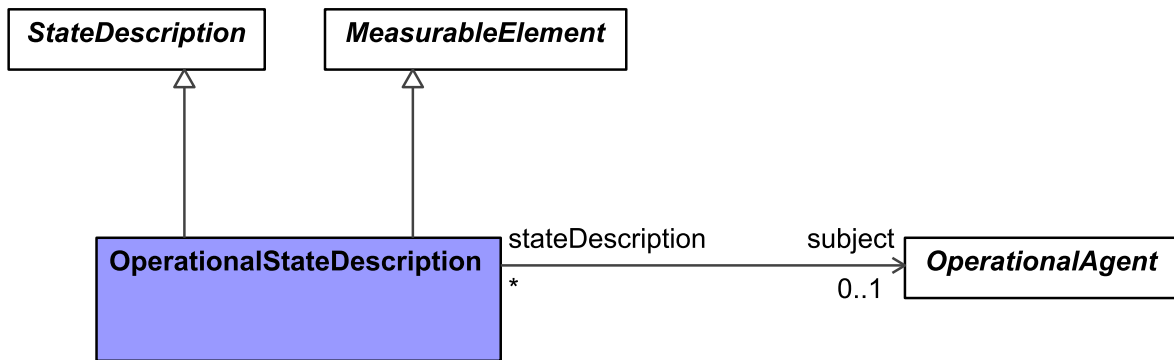 StateDescription
MeasurableElement
OperationalStateDescription
stateDescription
subject
*
0..1
OperationalAgent